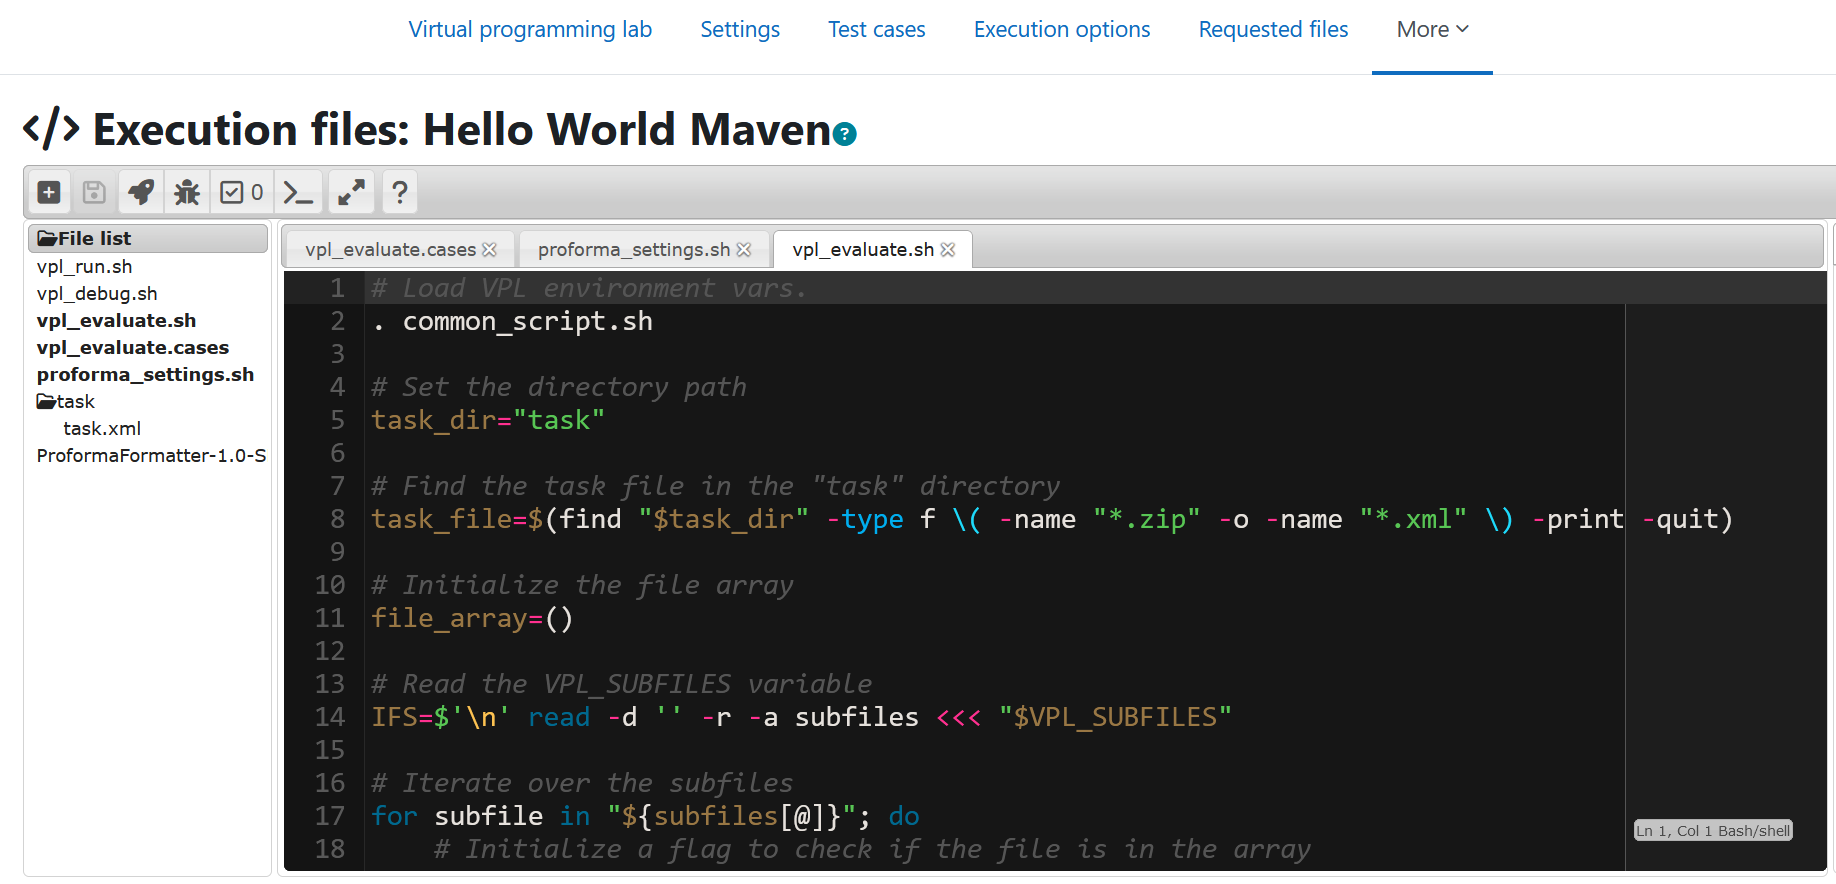 Virtual programming lab Settings Test cases Execution options Requested files More
</> Execution files: Hello World Maven ?
0 ?
File list
vpl_run.sh
vpl_debug.sh
vpl_evaluate.sh
vpl_evaluate.cases
proforma_settings.sh
task
task.xml
ProformaFormatter-1.0-S
vpl_evaluate.cases proforma_settings.sh vpl_evaluate.sh
1 # Load VPL environment vars.
2 . common_script.sh
3
4 # Set the directory path
5 task_dir="task"
6
7 # Find the task file in the "task" directory
8 task_file=$(find "$task_dir" -type f \( -name "*.zip" -o -name "*.xml" \) -print -quit)
9
10 # Initialize the file array
11 file_array=()
12
13 # Read the VPL_SUBFILES variable
14 IFS=$'\n' read -d '' -r -a subfiles <<< "$VPL_SUBFILES"
15
16 # Iterate over the subfiles
17 for subfile in "${subfiles[@]}"; do
18 # Initialize a flag to check if the file is in the array
Ln 1, Col 1 Bash/shell